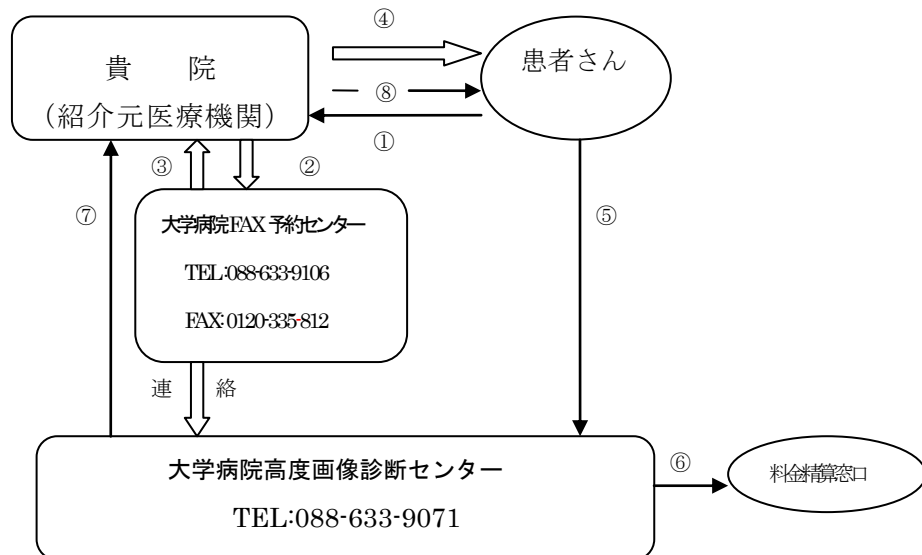 ④
貴　　院
(紹介元医療機関)
患者さん
⑧
①
③
②
⑦
⑤
大学病院FAX予約センター
TEL:088-633-9106
FAX:0120-335-812
連　絡
大学病院高度画像診断センター
TEL:088-633-9071
⑥
料金精算窓口